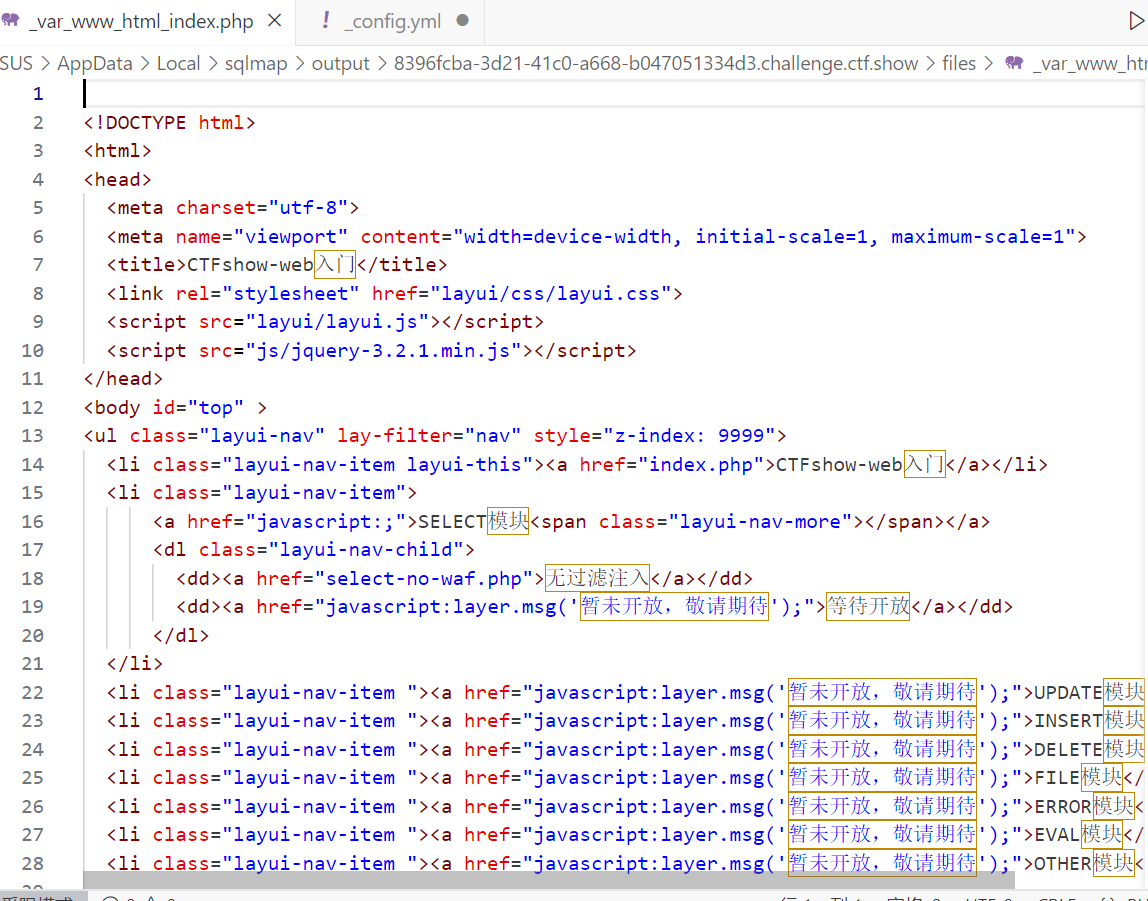 _var_www_html_index.php × ! _config.yml ●
SUS > AppData > Local > sqlmap > output > 8396fcba-3d21-41c0-a668-b047051334d3.challenge.ctf.show > files > _var_www_htr
1
2 <!DOCTYPE html>
3 <html>
4 <head>
5 <meta charset="utf-8">
6 <meta name="viewport" content="width=device-width, initial-scale=1, maximum-scale=1">
7 <title>CTFshow-web入门</title>
8 <link rel="stylesheet" href="layui/css/layui.css">
9 <script src="layui/layui.js"></script>
10 <script src="js/jquery-3.2.1.min.js"></script>
11 </head>
12 <body id="top" >
13 <ul class="layui-nav" lay-filter="nav" style="z-index: 9999">
14 <li class="layui-nav-item layui-this"><a href="index.php">CTFshow-web入门</a></li>
15 <li class="layui-nav-item">
16 <a href="javascript:;">SELECT模块<span class="layui-nav-more"></span></a>
17 <dl class="layui-nav-child">
18 <dd><a href="select-no-waf.php">无过滤注入</a></dd>
19 <dd><a href="javascript:layer.msg('暂未开放，敬请期待');">等待开放</a></dd>
20 </dl>
21 </li>
22 <li class="layui-nav-item "><a href="javascript:layer.msg('暂未开放，敬请期待');">UPDATE模块
23 <li class="layui-nav-item "><a href="javascript:layer.msg('暂未开放，敬请期待');">INSERT模块
24 <li class="layui-nav-item "><a href="javascript:layer.msg('暂未开放，敬请期待');">DELETE模块
25 <li class="layui-nav-item "><a href="javascript:layer.msg('暂未开放，敬请期待');">FILE模块</
26 <li class="layui-nav-item "><a href="javascript:layer.msg('暂未开放，敬请期待');">ERROR模块<
27 <li class="layui-nav-item "><a href="javascript:layer.msg('暂未开放，敬请期待');">EVAL模块</
28 <li class="layui-nav-item "><a href="javascript:layer.msg('暂未开放，敬请期待');">OTHER模块<